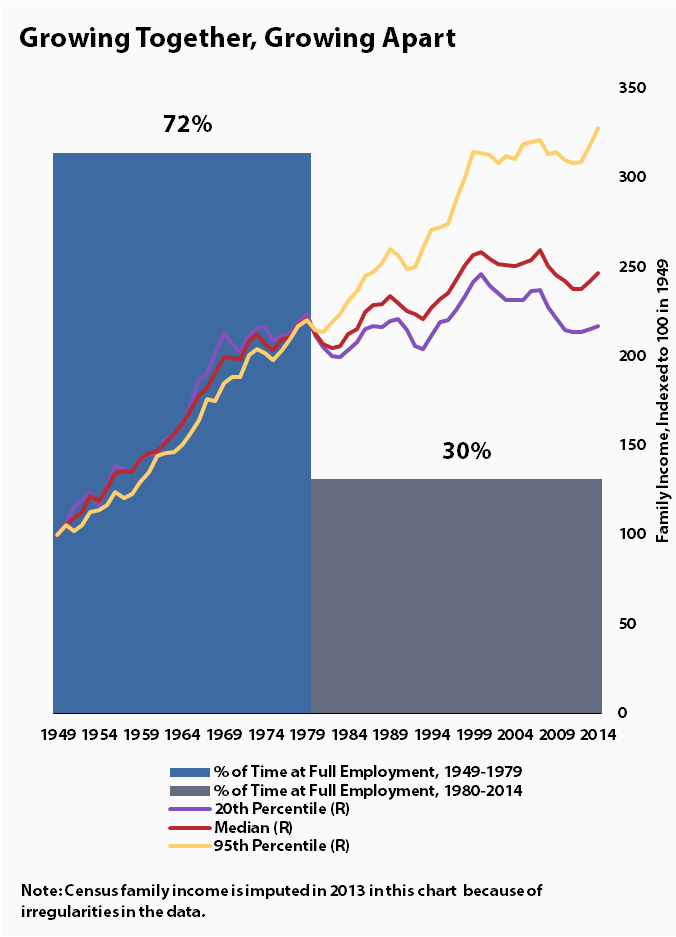 Growing Together, Growing Apart
350
72%
300
250
200
150
30%
100
50
0
Family Income, Indexed to 100 in 1949
1949 1954 1959 1964 1969 1974 1979 1984 1989 1994 1999 2004 2009 2014
% of Time at Full Employment, 1949-1979
% of Time at Full Employment, 1980-2014
20th Percentile (R)
Median (R)
95th Percentile (R)
Note: Census family income is imputed in 2013 in this chart because of
irregularities in the data.